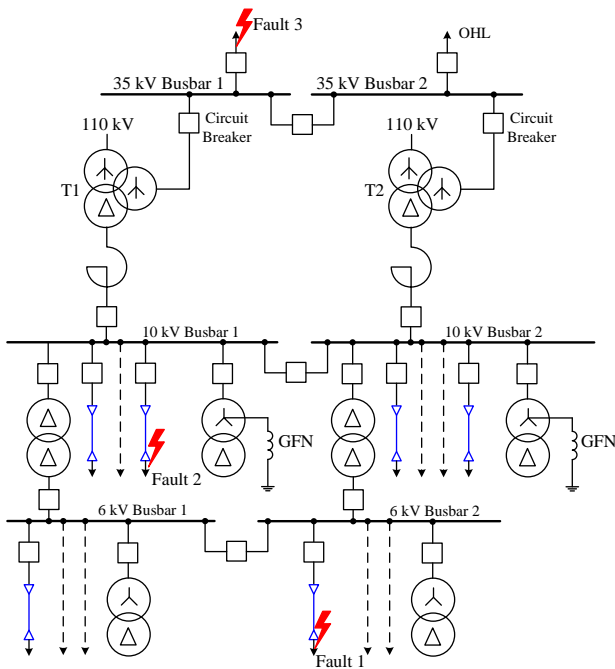 Fault 3
OHL
35 kV Busbar 1
35 kV Busbar 2
110 kV
Circuit
Breaker
110 kV
Circuit
Breaker
T1
T2
10 kV Busbar 1
10 kV Busbar 2
GFN
GFN
Fault 2
6 kV Busbar 1
6 kV Busbar 2
Fault 1